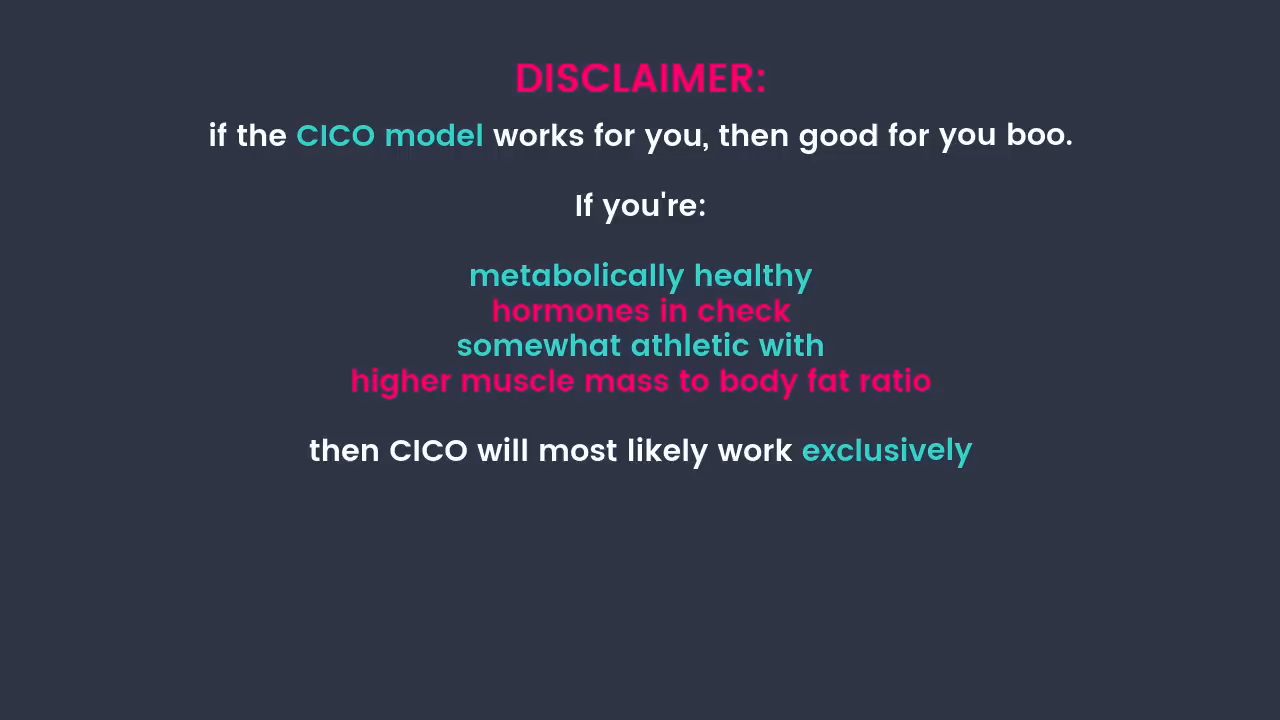 DISCLAIMER:
if the CICO model works for you, then good for you boo.
If you're:
metabolically healthy
hormones in check
somewhat athletic with
higher muscle mass to body fat ratio
then CICO will most likely work exclusively